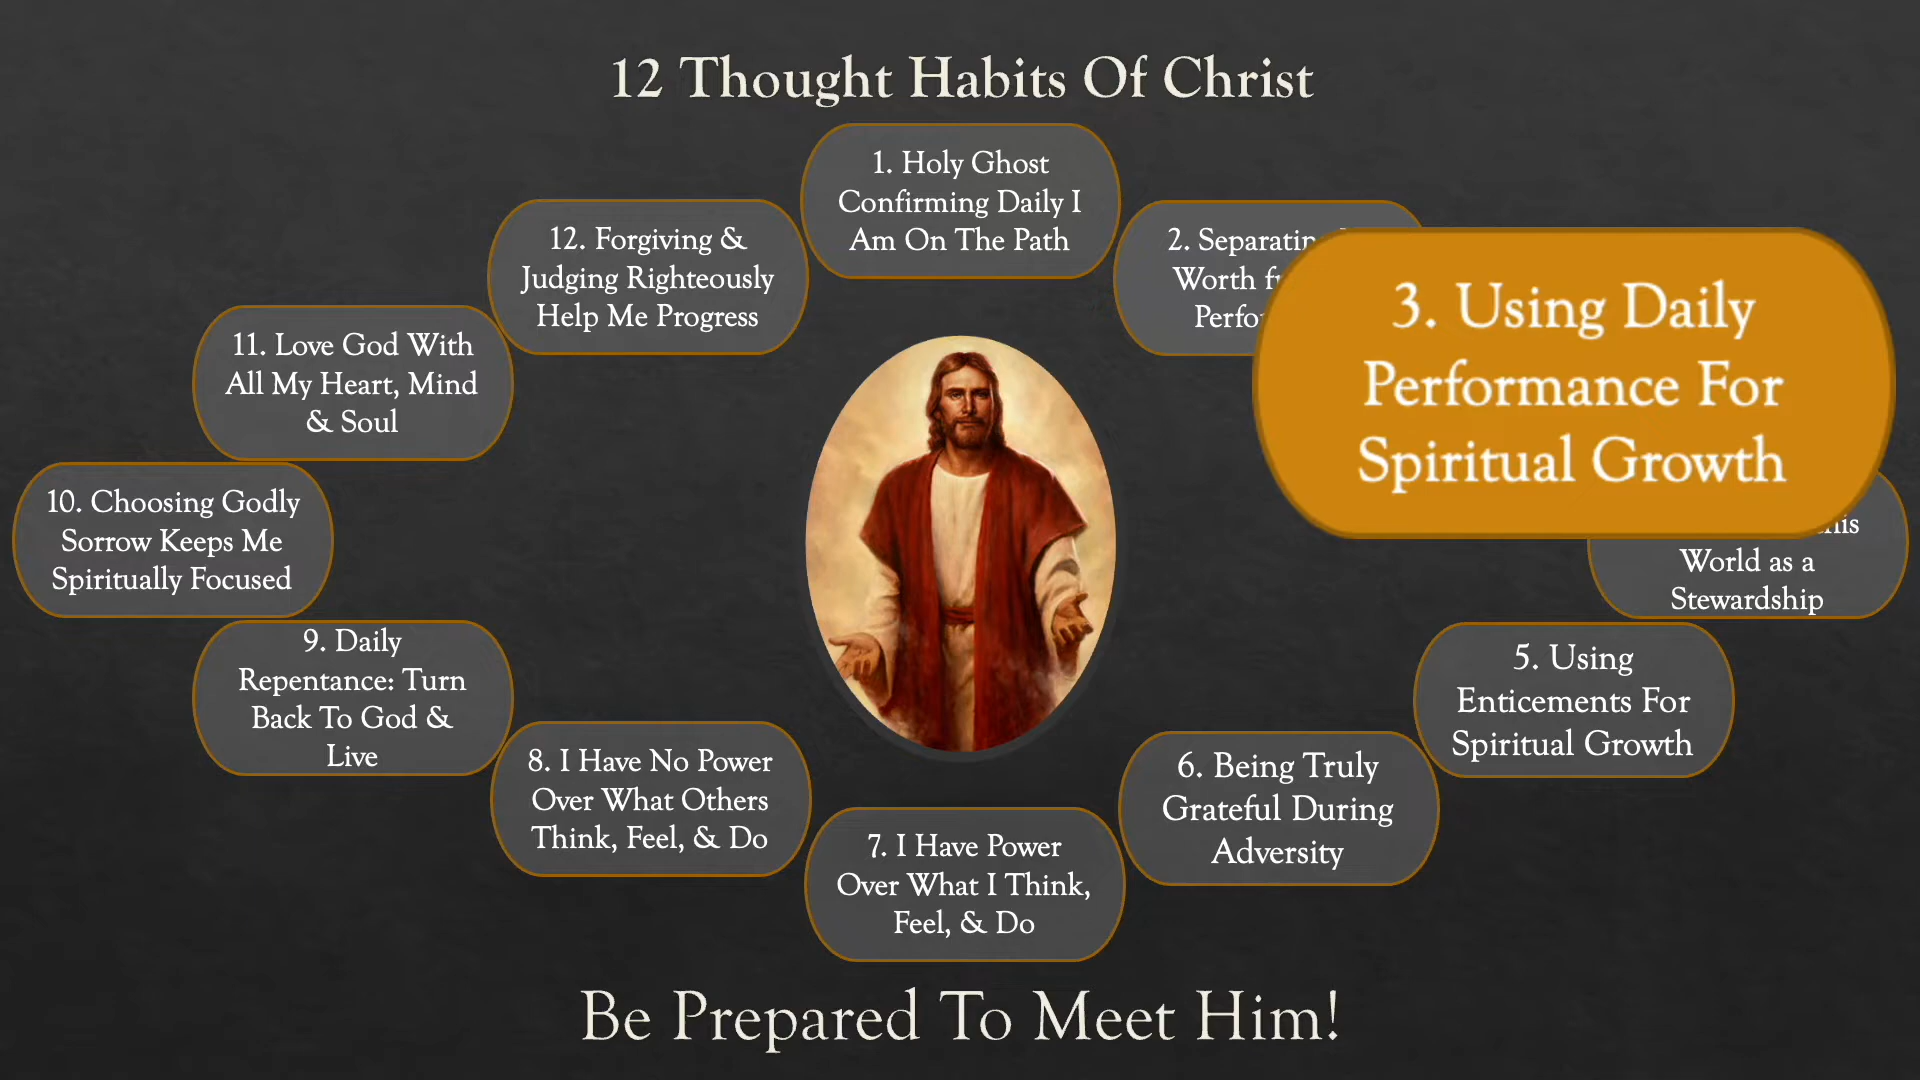 12 Thought Habits Of Christ
1. Holy Ghost
Confirming Daily I
Am On The Path
2. Separating
Worth
3. Using Daily
Performance For
Spiritual Growth
World as a
Stewardship
5. Using
Enticements For
Spiritual Growth
6. Being Truly
Grateful During
Adversity
7. I Have Power
Over What I Think,
Feel, & Do
8. I Have No Power
Over What Others
Think, Feel, & Do
9. Daily
Repentance: Turn
Back To God &
Live
10. Choosing Godly
Sorrow Keeps Me
Spiritually Focused
11. Love God With
All My Heart, Mind
& Soul
12. Forgiving &
Judging Righteously
Help Me Progress
Be Prepared To Meet Him!